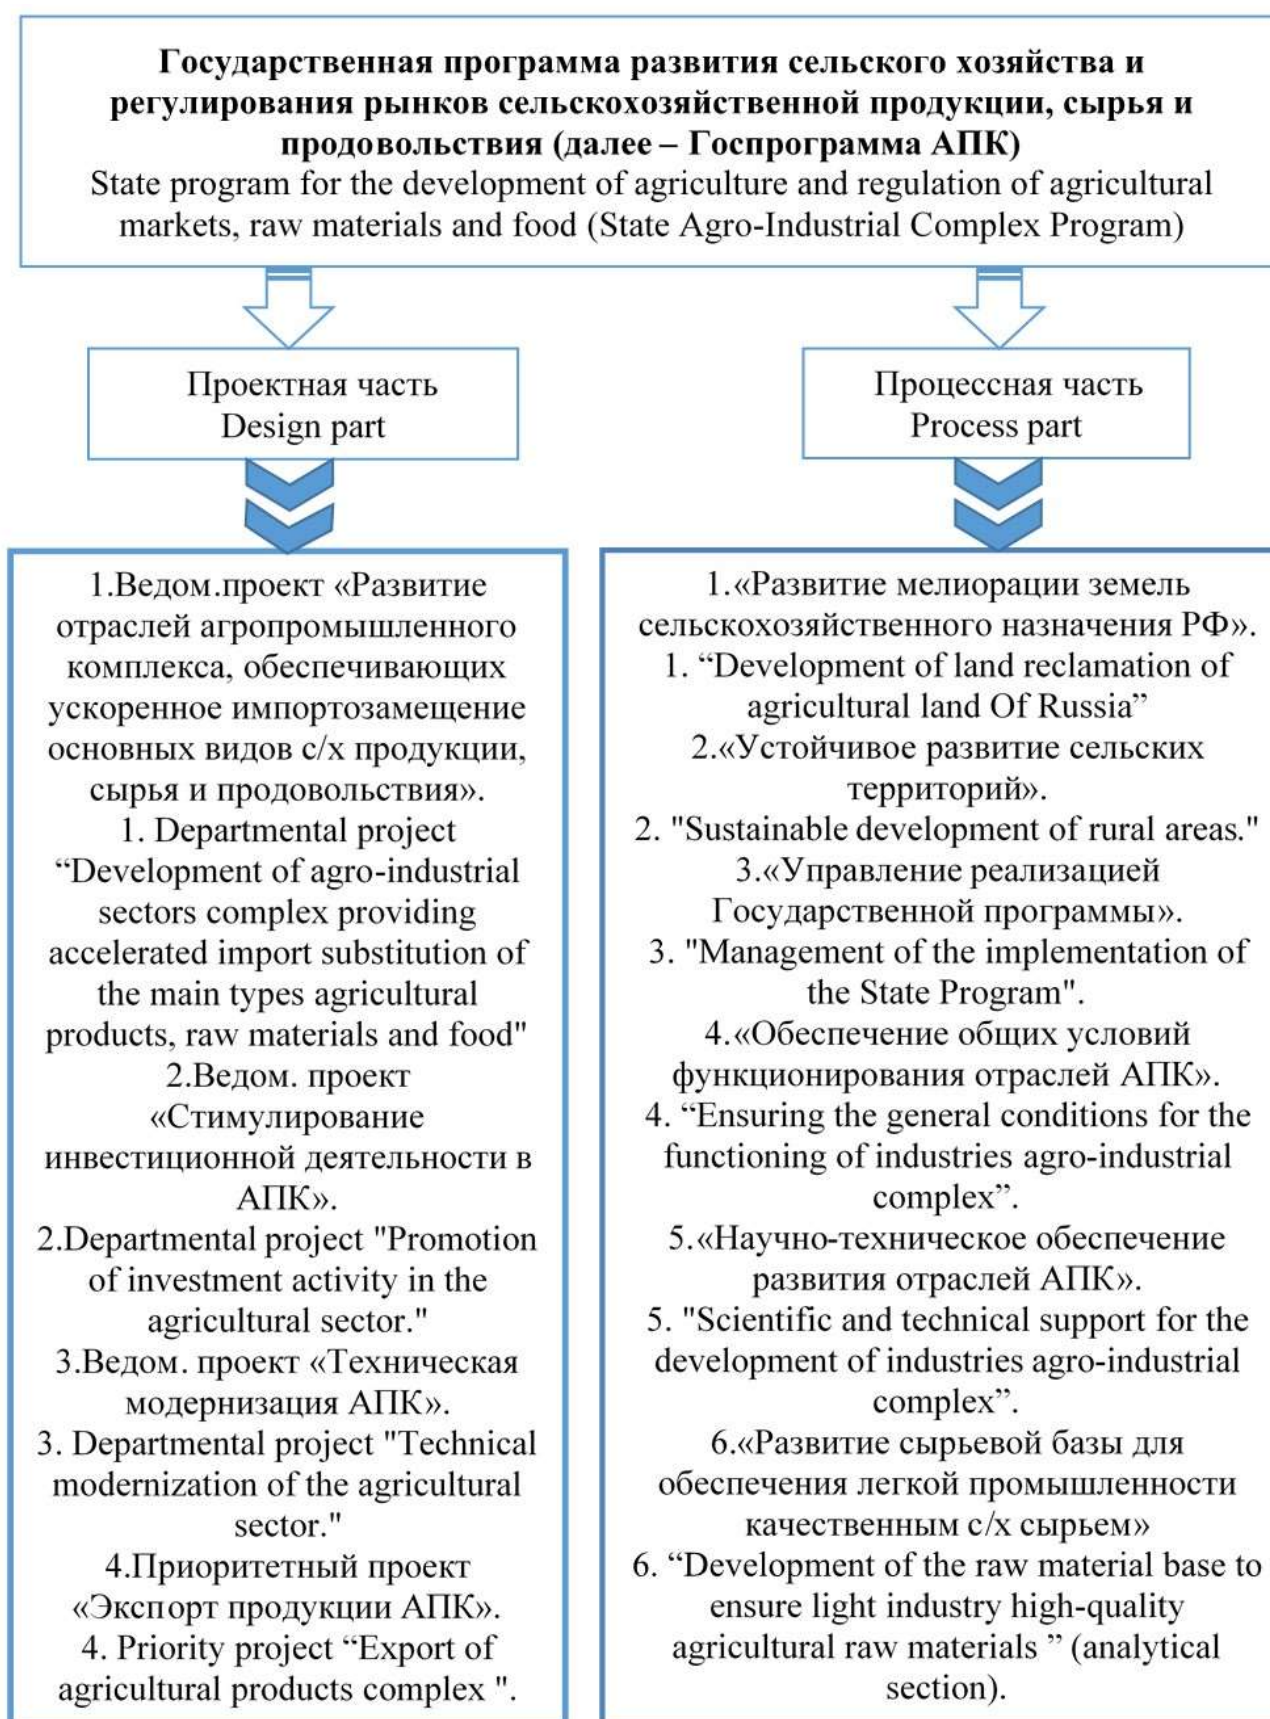 Государственная программа развития сельского хозяйства и
регулирования рынков сельскохозяйственной продукции, сырья и
продовольствия (далее – Госпрограмма АПК)
State program for the development of agriculture and regulation of agricultural
markets, raw materials and food (State Agro-Industrial Complex Program)
Проектная часть
Design part
Процессная часть
Process part
1.Ведом.проект «Развитие
отраслей агропромышленного
комплекса, обеспечивающих
ускоренное импортозамещение
основных видов с/х продукции,
сырья и продовольствия».
1. Departmental project
“Development of agro-industrial
sectors complex providing
accelerated import substitution of
the main types agricultural
products, raw materials and food"
2.Ведом. проект
«Стимулирование
инвестиционной деятельности в
АПК».
2.Departmental project "Promotion
of investment activity in the
agricultural sector."
3.Ведом. проект «Техническая
модернизация АПК».
3. Departmental project "Technical
modernization of the agricultural
sector."
4.Приоритетный проект
«Экспорт продукции АПК».
4. Priority project “Export of
agricultural products complex ".
1.«Развитие мелиорации земель
сельскохозяйственного назначения РФ».
1. “Development of land reclamation of
agricultural land Of Russia”
2.«Устойчивое развитие сельских
территорий».
2. "Sustainable development of rural areas."
3.«Управление реализацией
Государственной программы».
3. "Management of the implementation of
the State Program".
4.«Обеспечение общих условий
функционирования отраслей АПК».
4. “Ensuring the general conditions for the
functioning of industries agro-industrial
complex”.
5.«Научно-техническое обеспечение
развития отраслей АПК».
5. "Scientific and technical support for the
development of industries agro-industrial
complex”.
6.«Развитие сырьевой базы для
обеспечения легкой промышленности
качественным с/х сырьем»
6. “Development of the raw material base to
ensure light industry high-quality
agricultural raw materials ” (analytical
section).